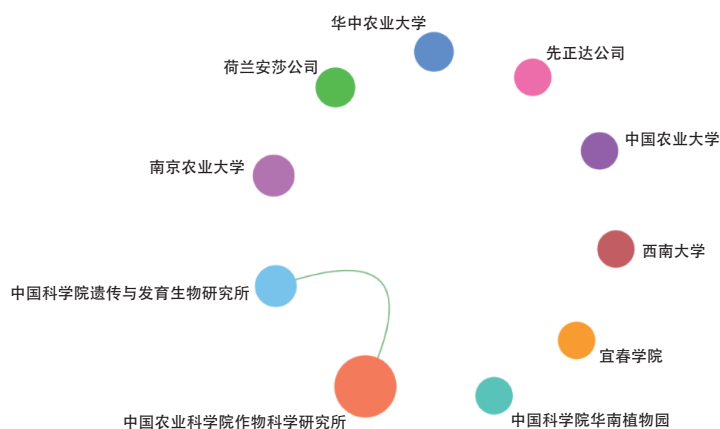 华中农业大学
先正达公司
荷兰安莎公司
中国农业大学
南京农业大学
西南大学
中国科学院遗传与发育生物研究所
宜春学院
中国农业科学院作物科学研究所
中国科学院华南植物园